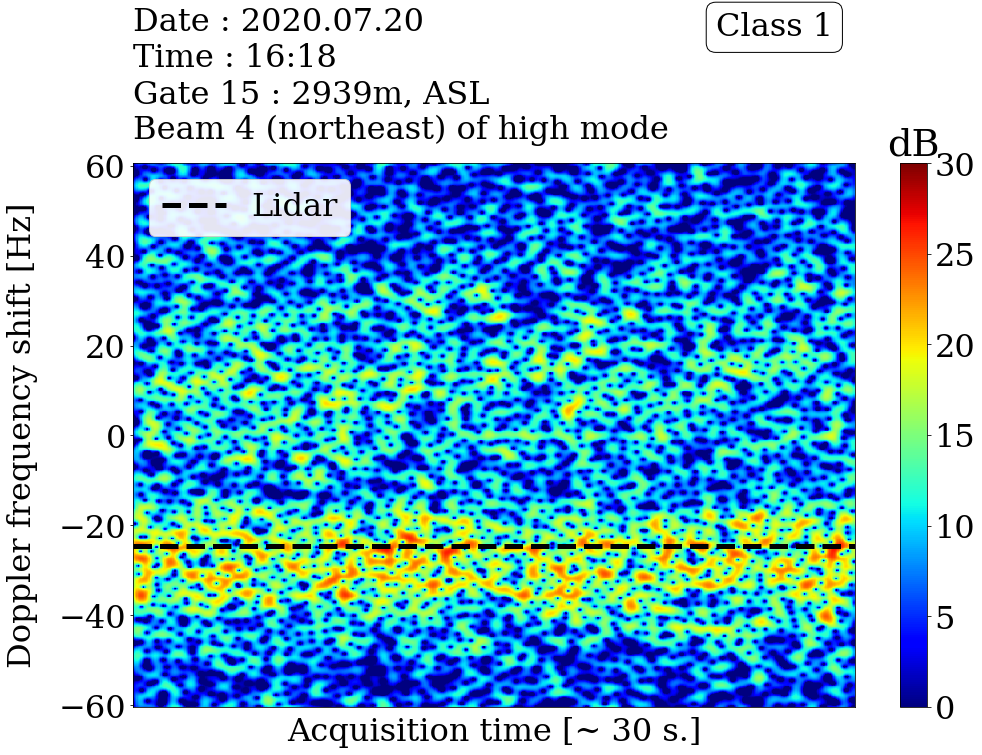 Date : 2020.07.20
Time : 16:18
Gate 15 : 2939m, ASL
Beam 4 (northeast) of high mode
Class 1
dB
Lidar
Doppler frequency shift [Hz]
60
40
20
0
−20
−40
−60
Acquisition time [~ 30 s.]
30
25
20
15
10
5
0